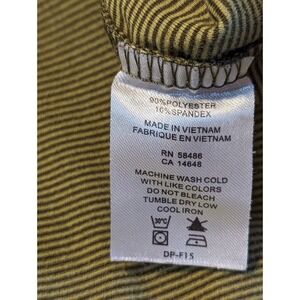 90%POLYESTER
10%SPANDEX
MADE IN VIETNAM
FABRIQUE EN VIETNAM
RN 58486
CA 14648
MACHINE WASH COLD
WITH LIKE COLORS
DO NOT BLEACH
TUMBLE DRY LOW
COOL IRON
30°C
DP-F15